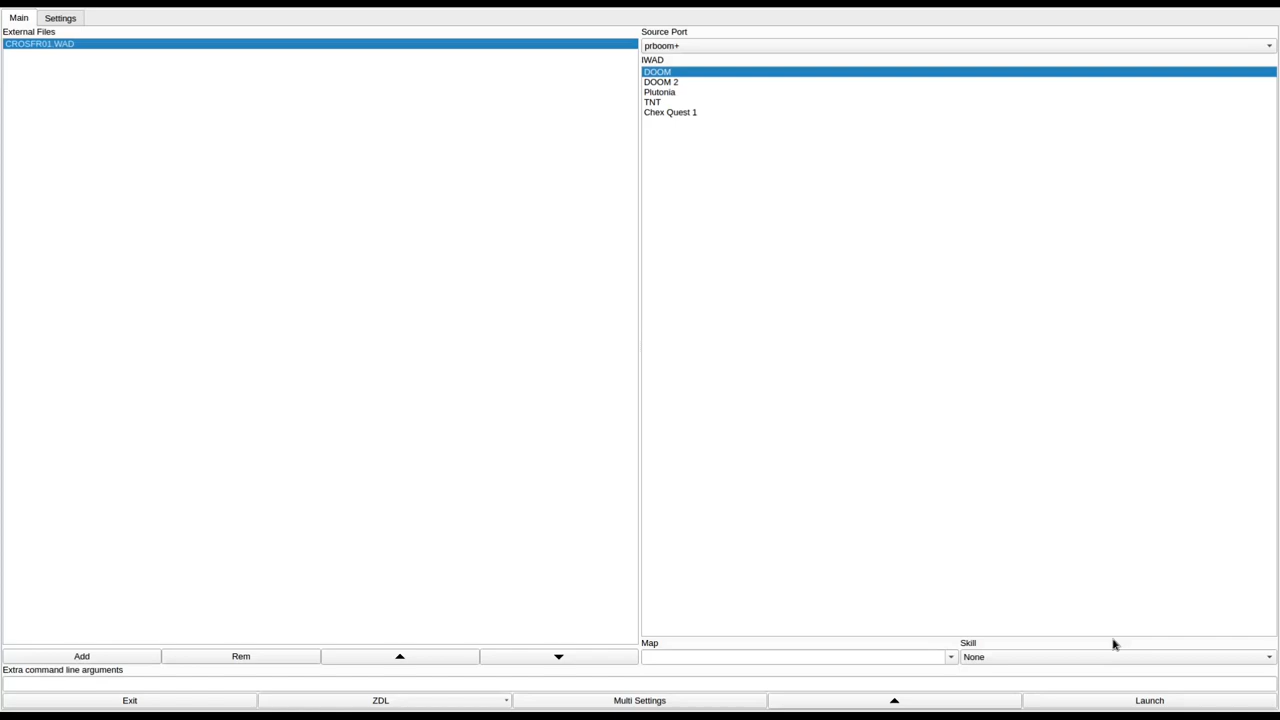 Main Settings
External Files
CROSFR01.WAD
Source Port
prboom+
IWAD
DOOM
DOOM 2
Plutonia
TNT
Chex Quest 1
Map Skill
None
Add Rem
Extra command line arguments
Exit ZDL Multi Settings Launch